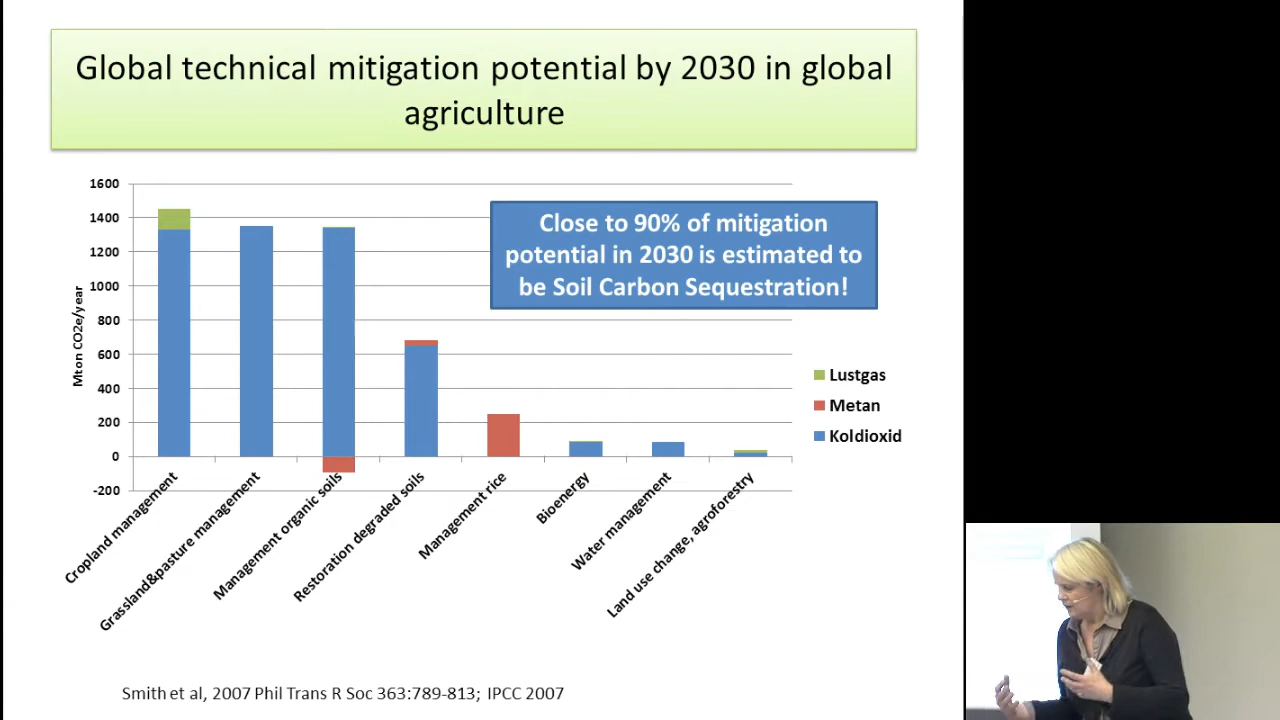 Global technical mitigation potential by 2030 in global
agriculture
1600
1400
1200
1000
800
600
400
200
0
-200
Mton CO2e/year
Close to 90% of mitigation
potential in 2030 is estimated to
be Soil Carbon Sequestration!
Lustgas
Metan
Koldioxid
Cropland management
Grassland&pasture management
Management organic soils
Restoration degraded soils
Management rice
Bioenergy
Water management
Land use change, agroforestry
Smith et al, 2007 Phil Trans R Soc 363:789-813; IPCC 2007